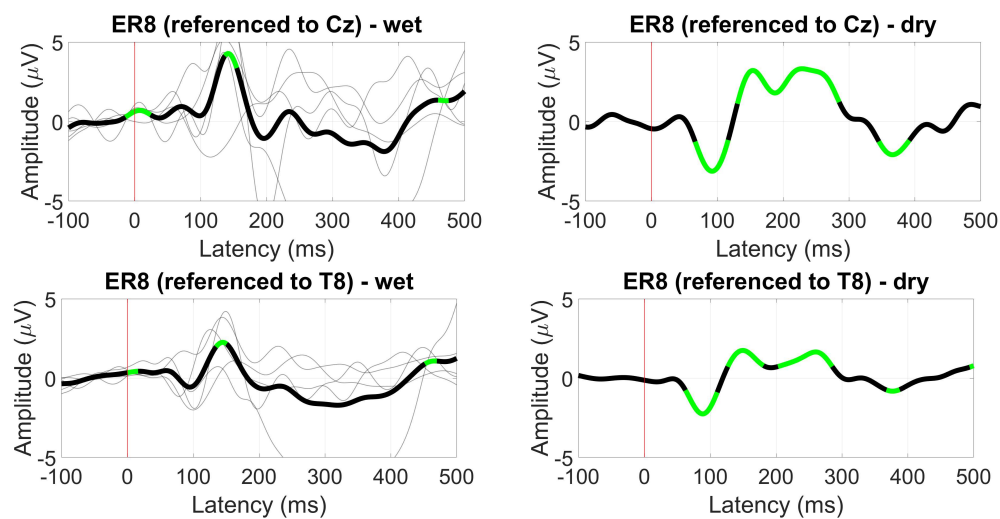 ER8 (referenced to Cz) - wet
5
0
-5
Amplitude (μV)
-100 0 100 200 300 400 500
Latency (ms)
ER8 (referenced to Cz) - dry
5
0
-5
Amplitude (μV)
-100 0 100 200 300 400 500
Latency (ms)
ER8 (referenced to T8) - wet
5
0
-5
Amplitude (μV)
-100 0 100 200 300 400 500
Latency (ms)
ER8 (referenced to T8) - dry
5
0
-5
Amplitude (μV)
-100 0 100 200 300 400 500
Latency (ms)